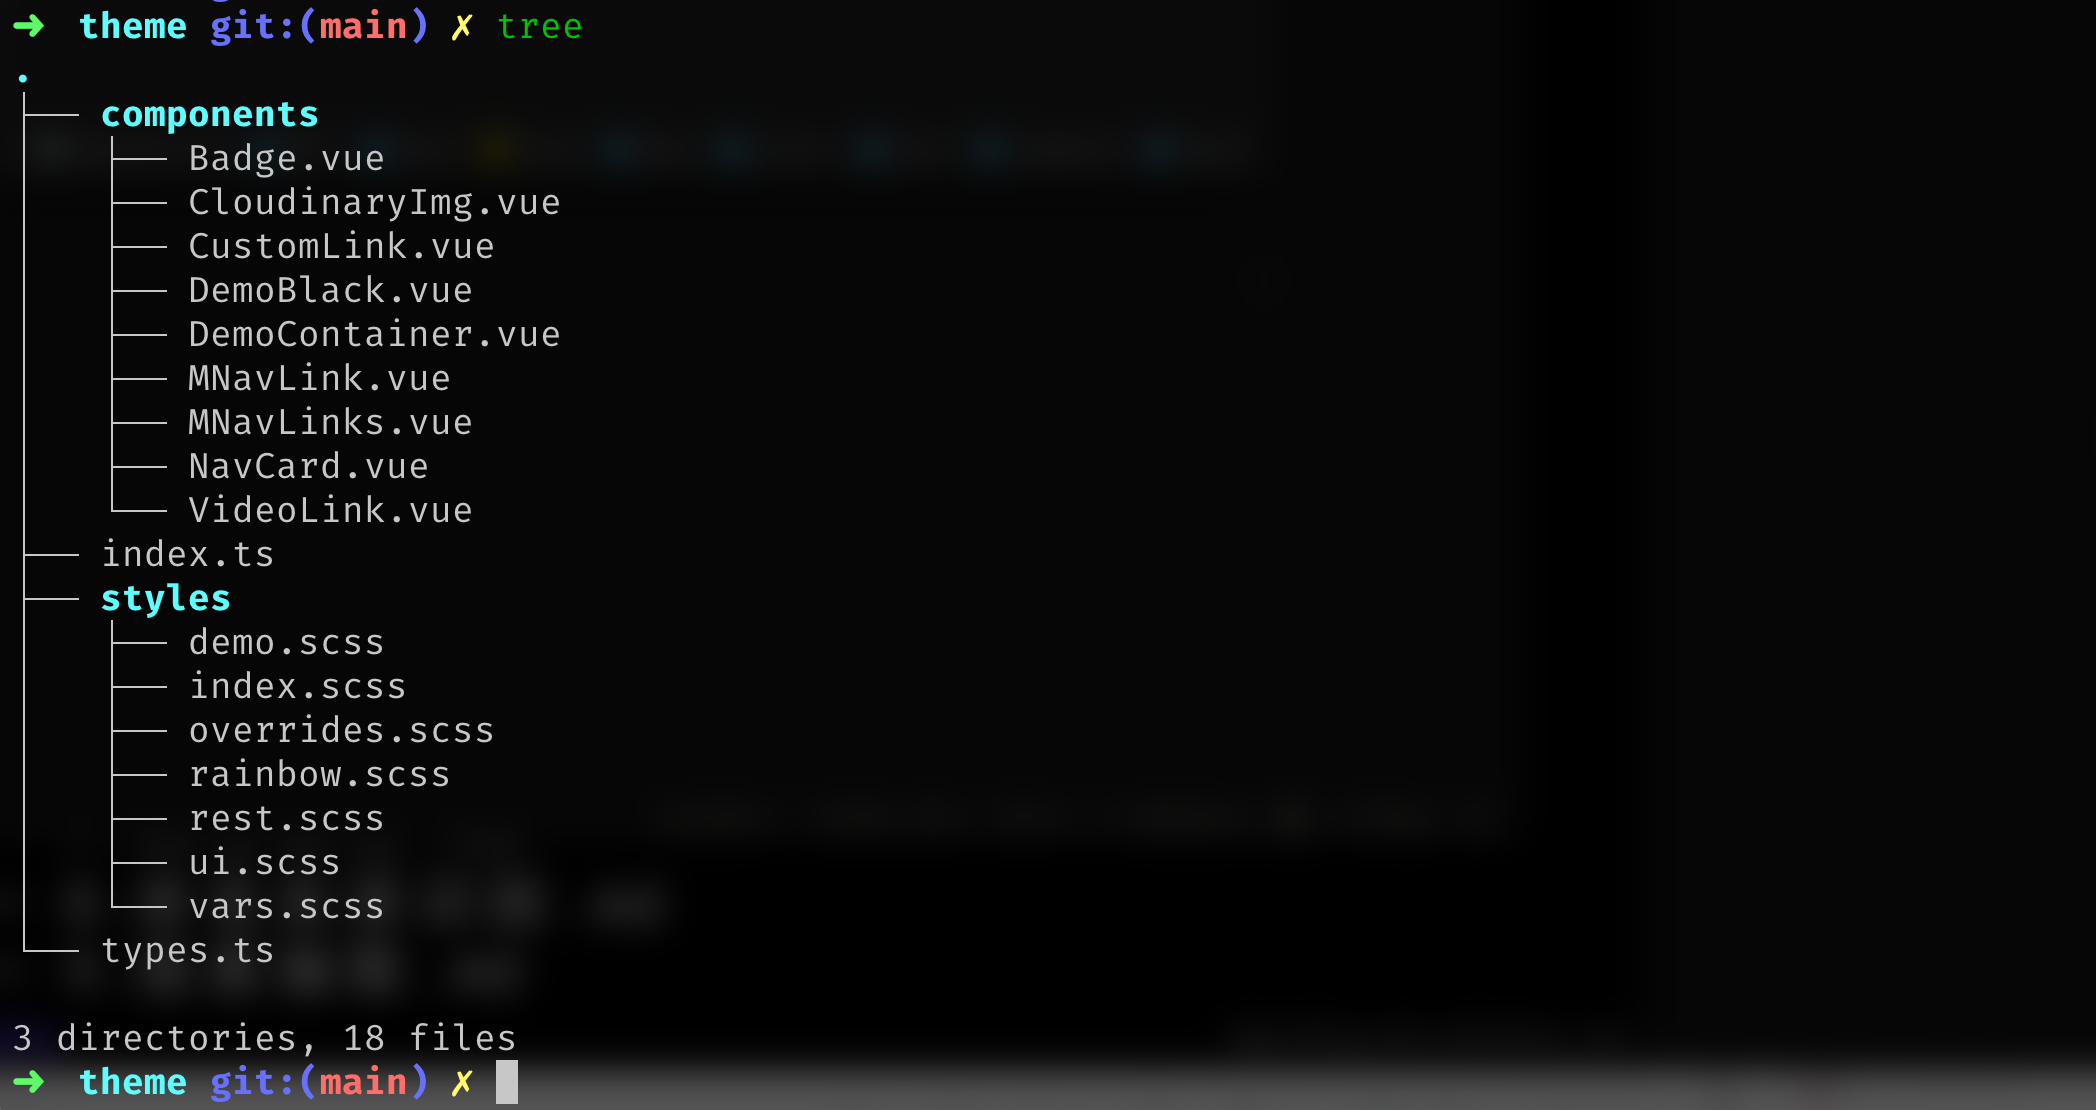 ➜ theme git:(main) ✗ tree
.
├── components
│   ├── Badge.vue
│   ├── CloudinaryImg.vue
│   ├── CustomLink.vue
│   ├── DemoBlack.vue
│   ├── DemoContainer.vue
│   ├── MNavLink.vue
│   ├── MNavLinks.vue
│   ├── NavCard.vue
│   └── VideoLink.vue
├── index.ts
├── styles
│   ├── demo.scss
│   ├── index.scss
│   ├── overrides.scss
│   ├── rainbow.scss
│   ├── rest.scss
│   ├── ui.scss
│   └── vars.scss
└── types.ts
3 directories, 18 files
➜ theme git:(main) ✗